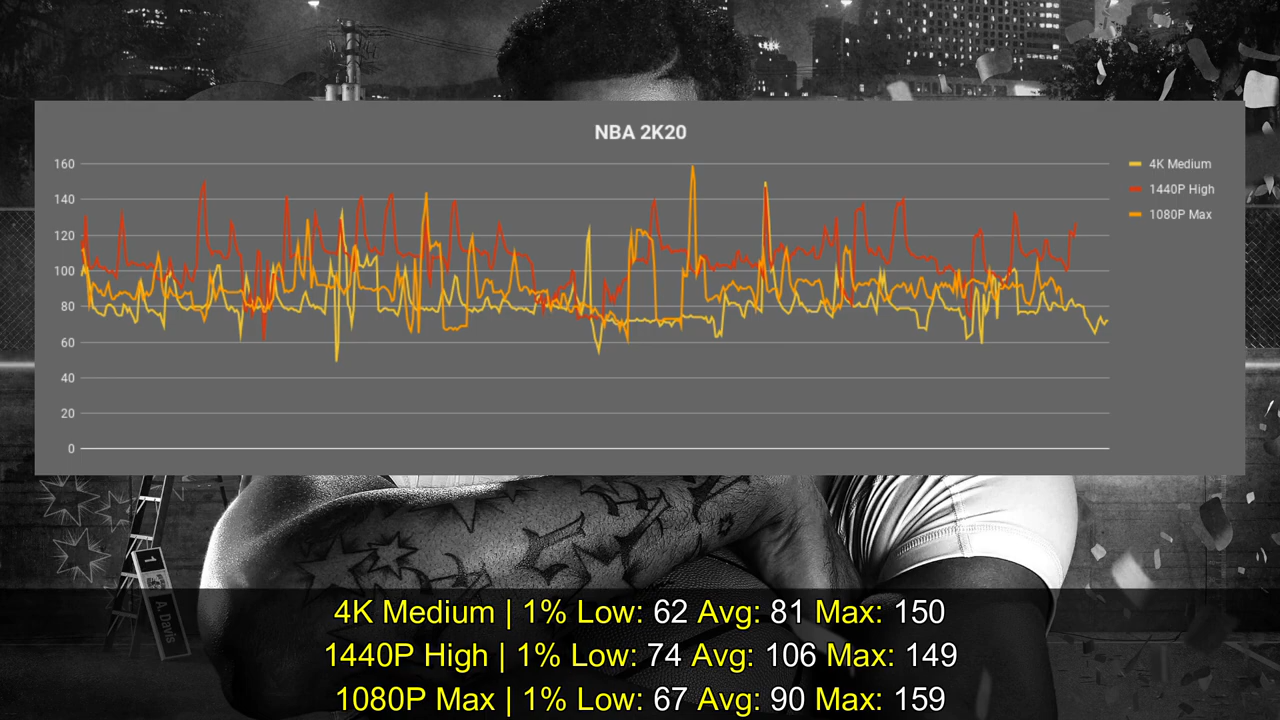 NBA 2K20
160
140
120
100
80
60
40
20
0
4K Medium
1440P High
1080P Max
1
A. Davis
4K Medium | 1% Low: 62 Avg: 81 Max: 150
1440P High | 1% Low: 74 Avg: 106 Max: 149
1080P Max | 1% Low: 67 Avg: 90 Max: 159